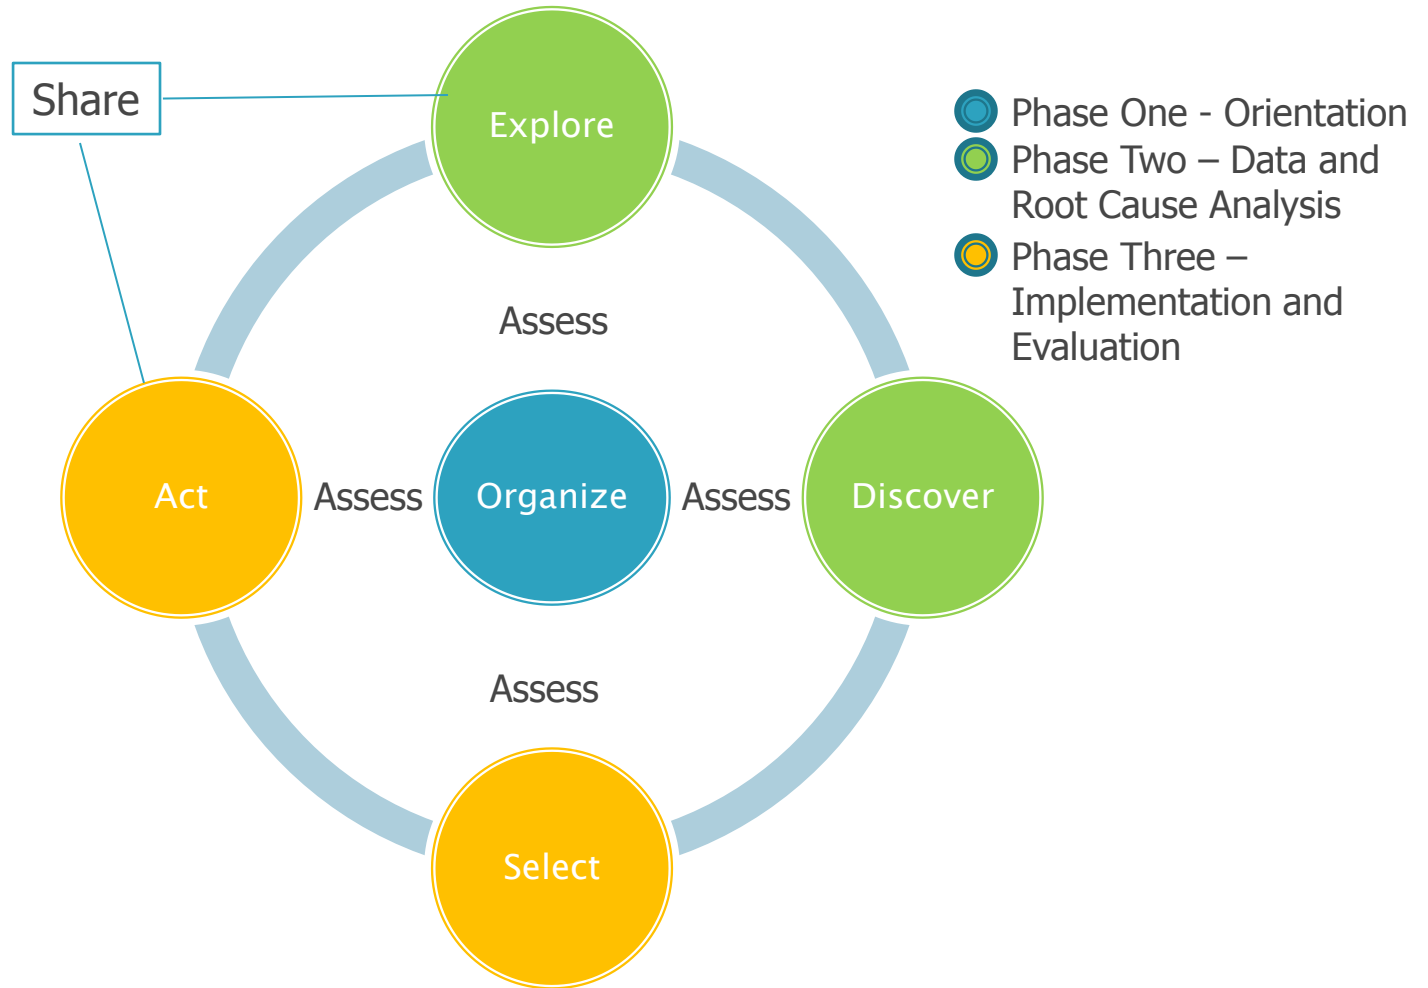 Share
Explore
Phase One - Orientation
Phase Two – Data and
Root Cause Analysis
Phase Three –
Implementation and
Evaluation
Assess
Act
Assess
Organize
Assess
Discover
Assess
Select